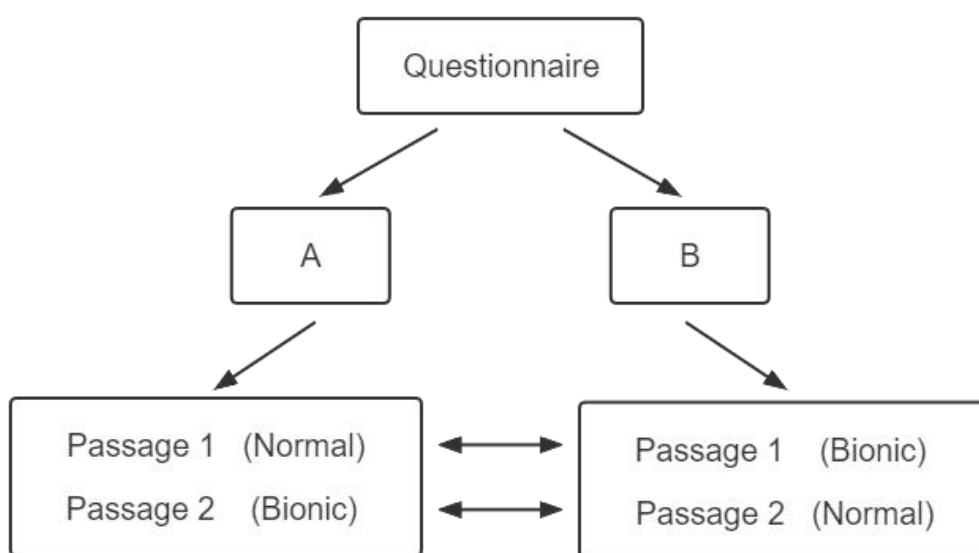 Questionnaire
A
B
Passage 1 (Normal)
Passage 2 (Bionic)
Passage 1 (Bionic)
Passage 2 (Normal)